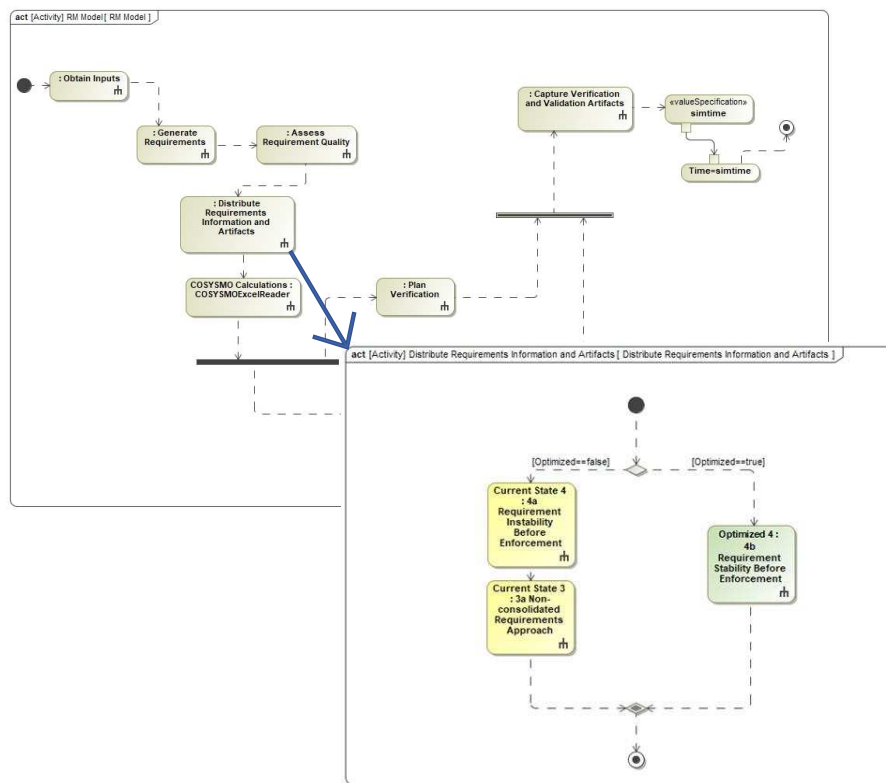 act [Activity] RM Model[ RM Model ]
: Obtain Inputs
: Generate
Requirements
: Assess
Requirement Quality
: Distribute
Requirements
Information and
Artifacts
COSYSMO Calculations :
COSYSMOExcelReader
: Plan
Verification
: Capture Verification
and Validation Artifacts
«valueSpecification»
simtime
Time=simtime
act [Activity] Distribute Requirements Information and Artifacts [ Distribute Requirements Information and Artifacts ]
[Optimized==false]
[Optimized==true]
Current State 4
: 4a
Requirement
Instability
Before
Enforcement
Current State 3
: 3a Non-
consolidated
Requirements
Approach
Optimized 4 :
4b
Requirement
Stability Before
Enforcement